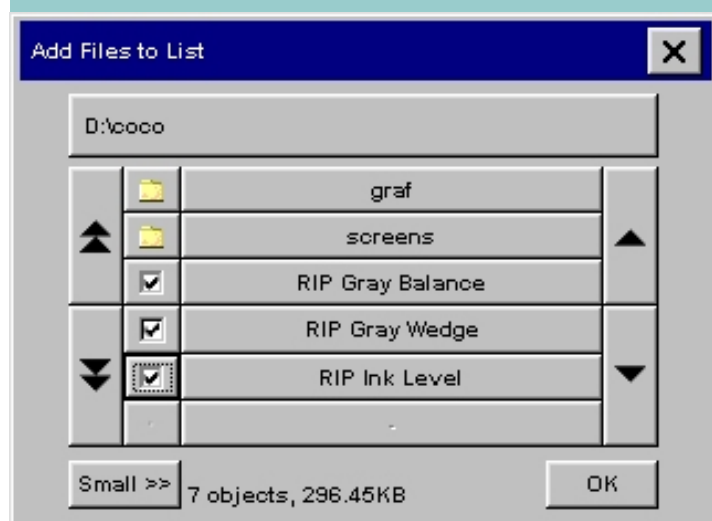 Add Files to List
D:\coco
graf
screens
RIP Gray Balance
RIP Gray Wedge
RIP Ink Level
-
Small >> 7 objects, 296.45KB OK